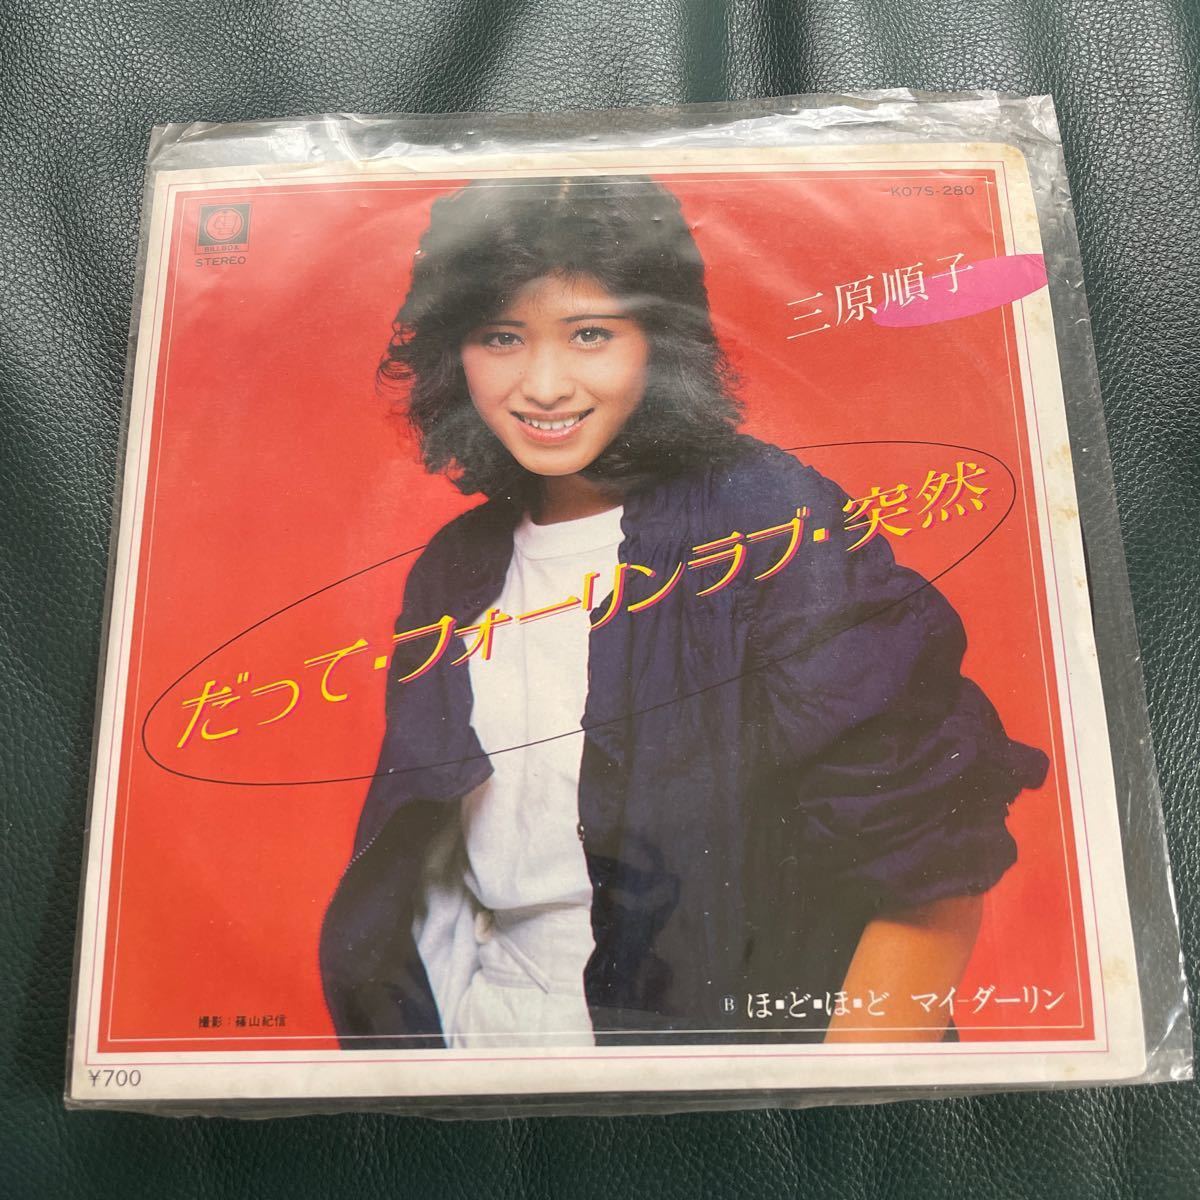 K07S-280
BILLBOX
STEREO
三原順子
だって・フォーリンラブ・突然
B ほ・ど・ほ・ど マイ・ダーリン
撮影：篠山紀信
¥700